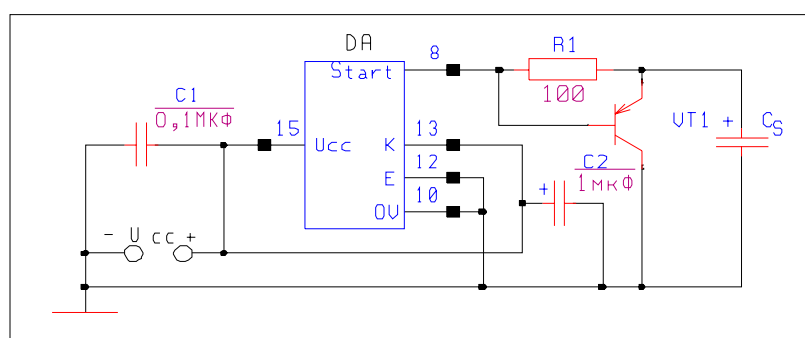 DA
8
R1
Start
C1
100
0,1МКФ
15
13
VT1 +
CS
Ucc
K
12
C2
E
1мкФ
10
+
0V
- U cc +